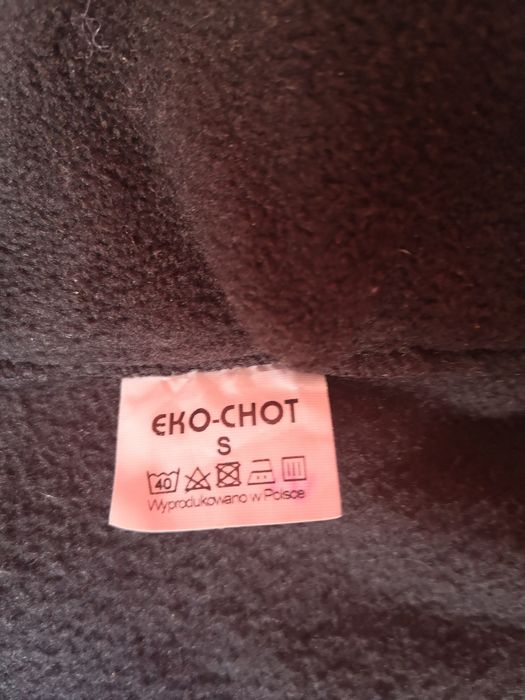 EKO-CHOT
S
40
Wyprodukowano w Polsce